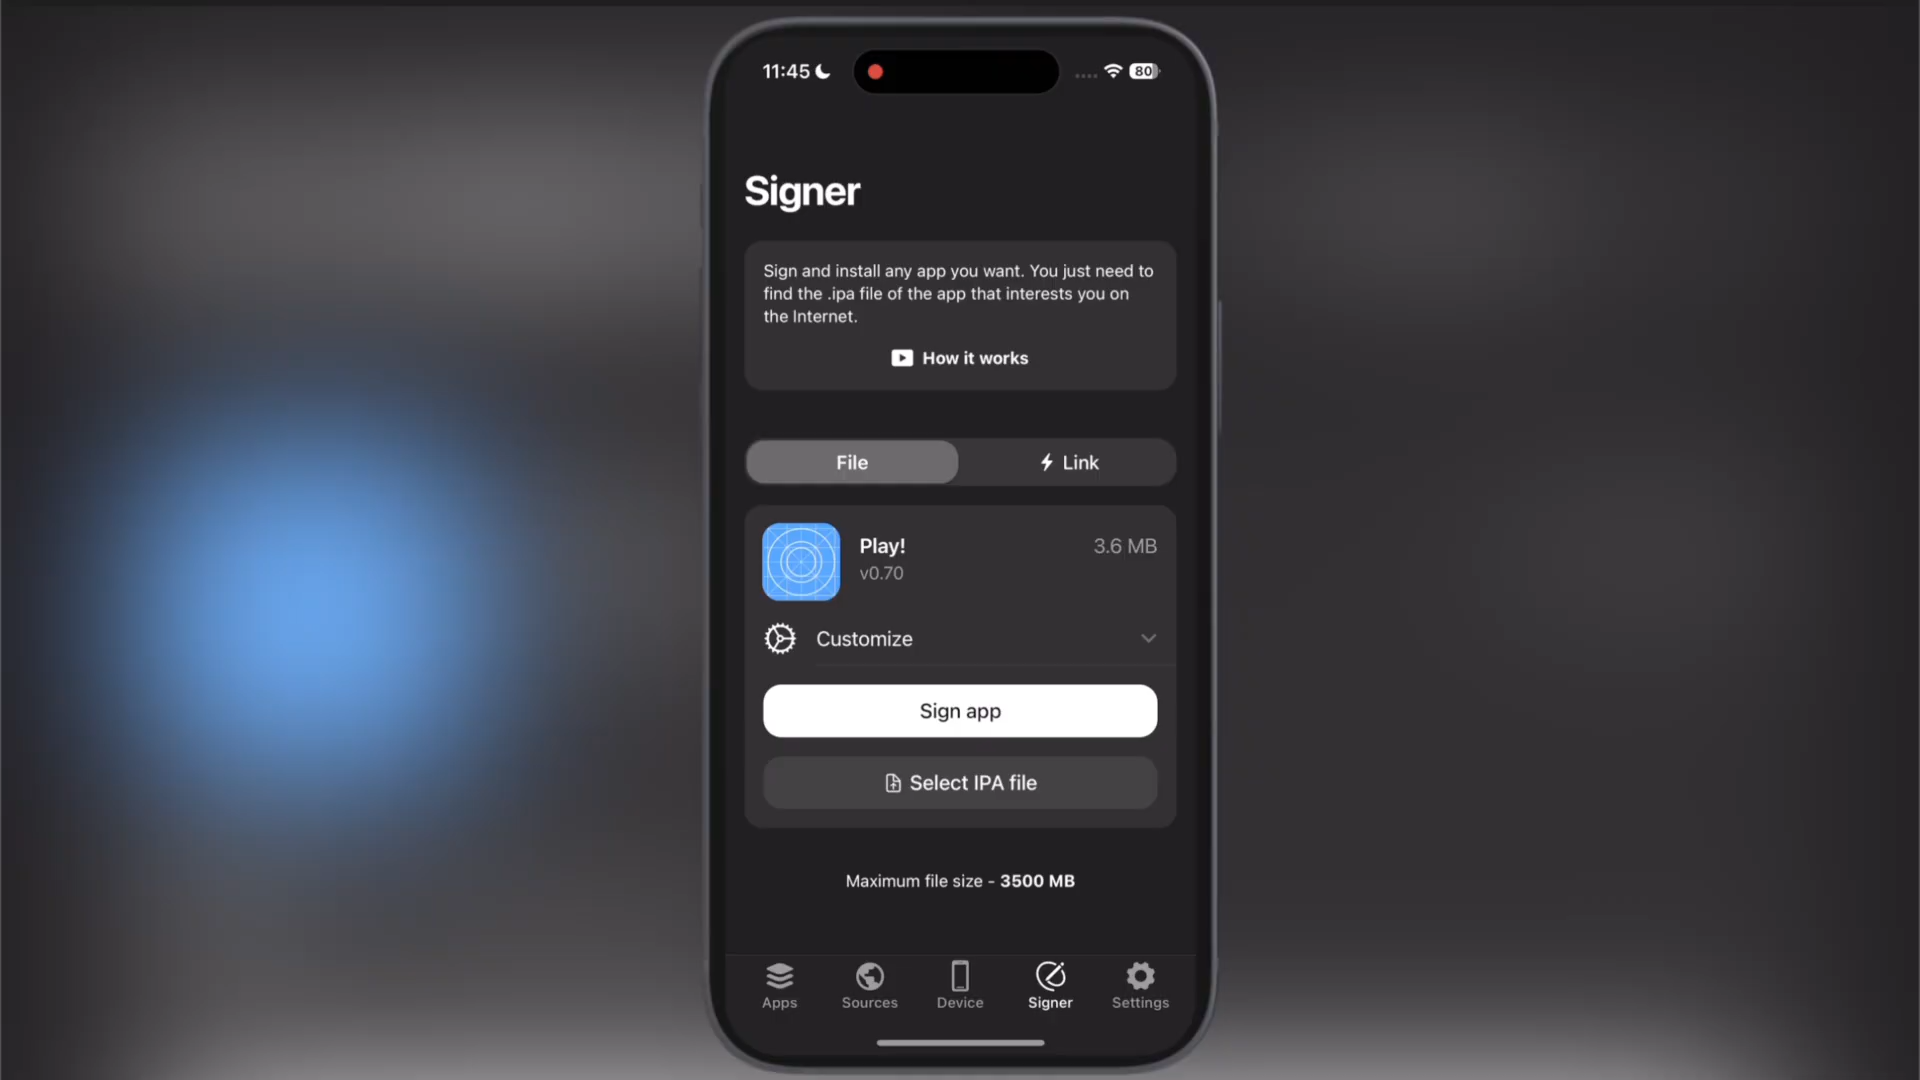 11:45
80
Signer
Sign and install any app you want. You just need to
find the .ipa file of the app that interests you on
the Internet.
How it works
File
Link
Play!
3.6 MB
v0.70
Customize
Sign app
Select IPA file
Maximum file size - 3500 MB
Apps
Sources
Device
Signer
Settings